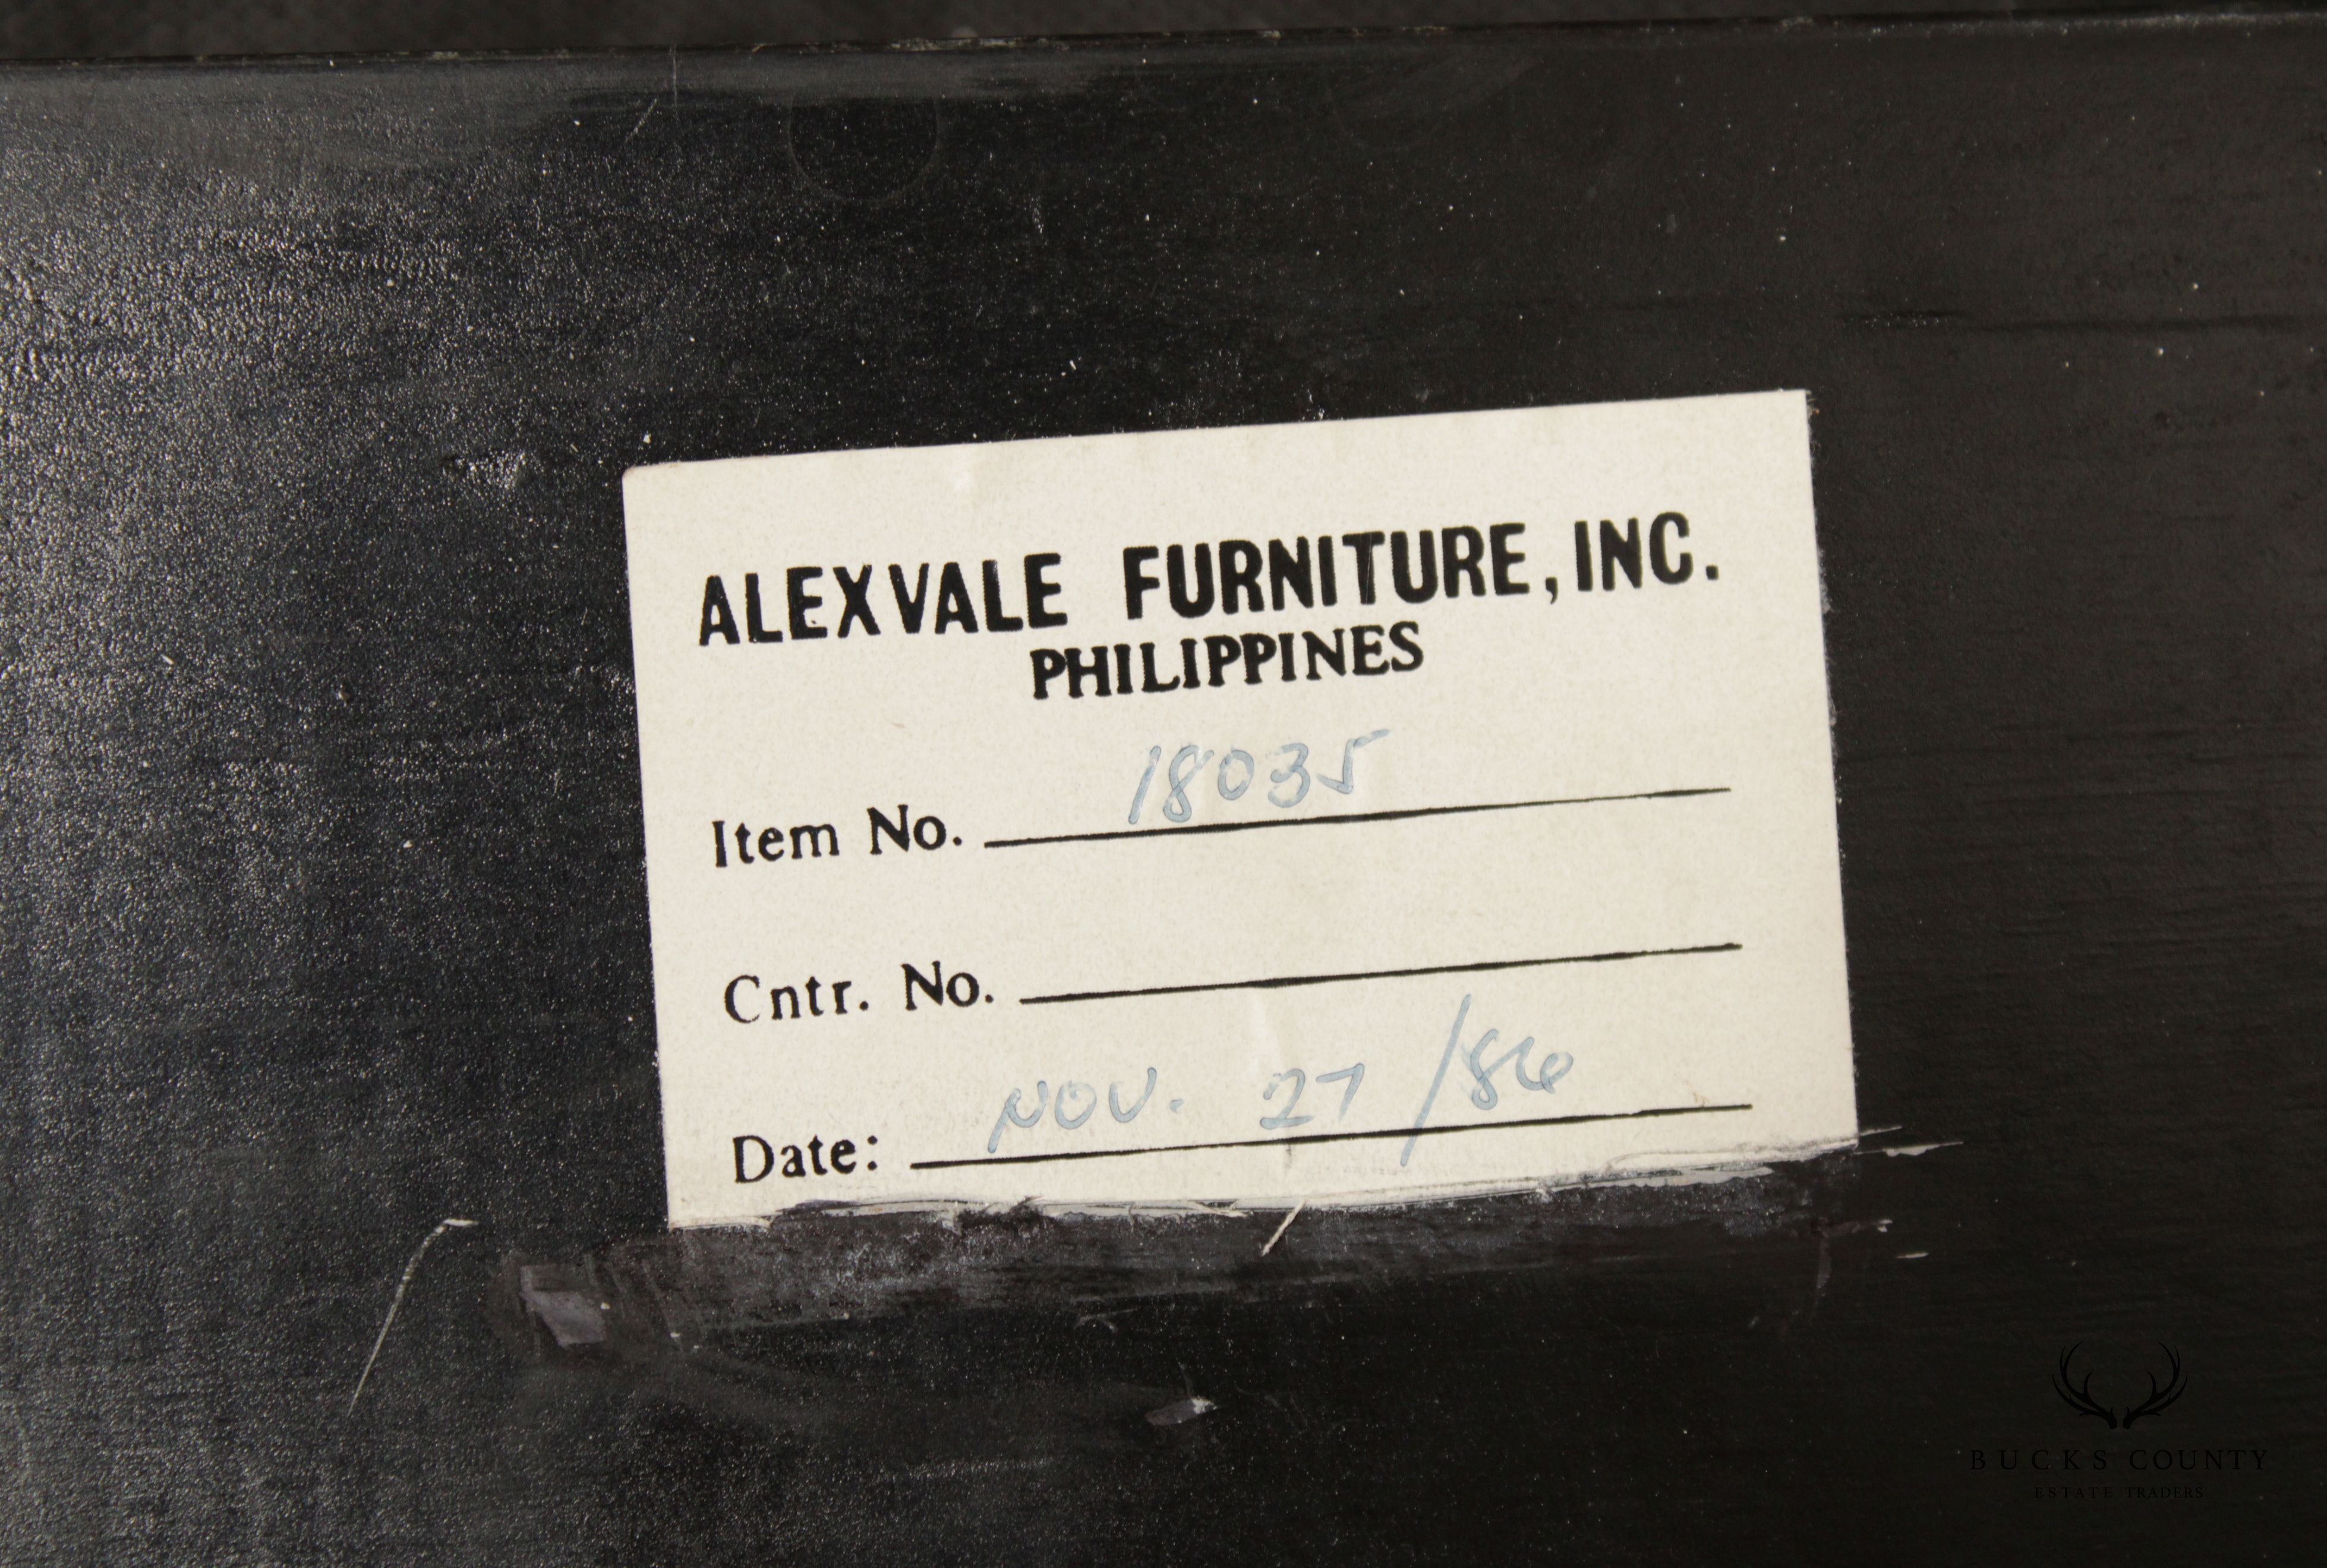 ALEXVALE FURNITURE, INC.
PHILIPPINES
Item No. 18035
Cntr. No.
Date: NOV. 27/86
BUCKS COUNTY
ESTATE TRADERS